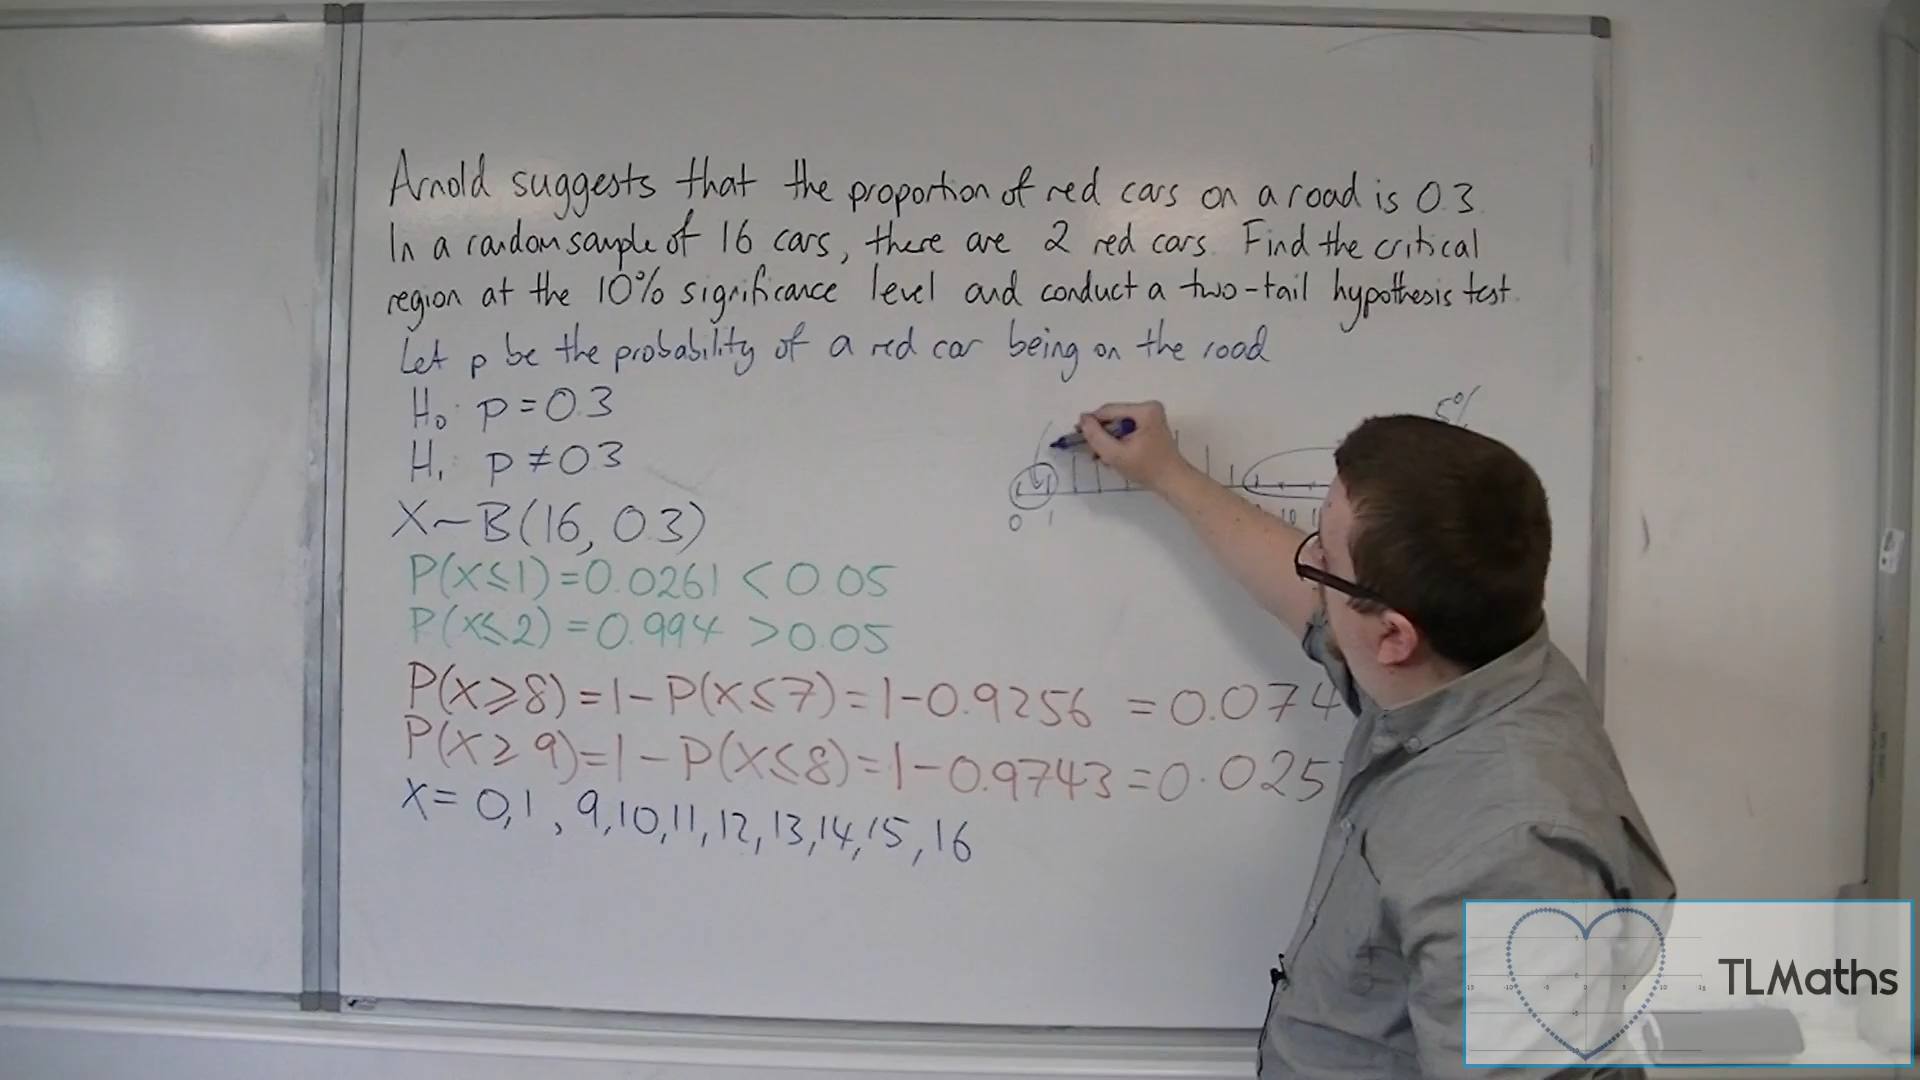 Arnold suggests that the proportion of red cars on a road is 0.3.
In a random sample of 16 cars, there are 2 red cars. Find the critical
region at the 10% significance level and conduct a two-tail hypothesis test.
Let p be the probability of a red car being on the road
H₀: p = 0.3
H₁: p ≠ 0.3
5%
X~B(16, 0.3)
0 1 10
P(X≤1)=0.0261 <0.05
P(X≤2)=0.994 >0.05
P(X≥8)=1-P(X≤7)=1-0.9256 =0.074
P(X≥9)=1-P(X≤8)=1-0.9743=0.025
X= 0,1, 9,10,11,12,13,14,15,16
TLMaths